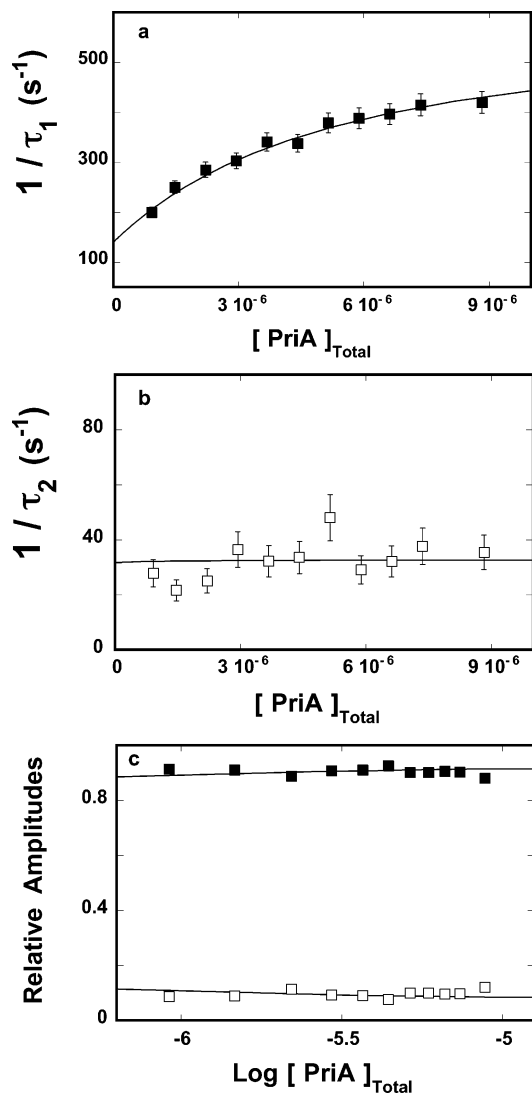 a
500
300
100
1 / τ1 (s-1)
0 3 10-6 6 10-6 9 10-6
[ PriA ]Total
b
80
40
0
1 / τ2 (s-1)
0 3 10-6 6 10-6 9 10-6
[ PriA ]Total
c
0.8
0.4
0
Relative Amplitudes
-6 -5.5 -5
Log [ PriA ]Total